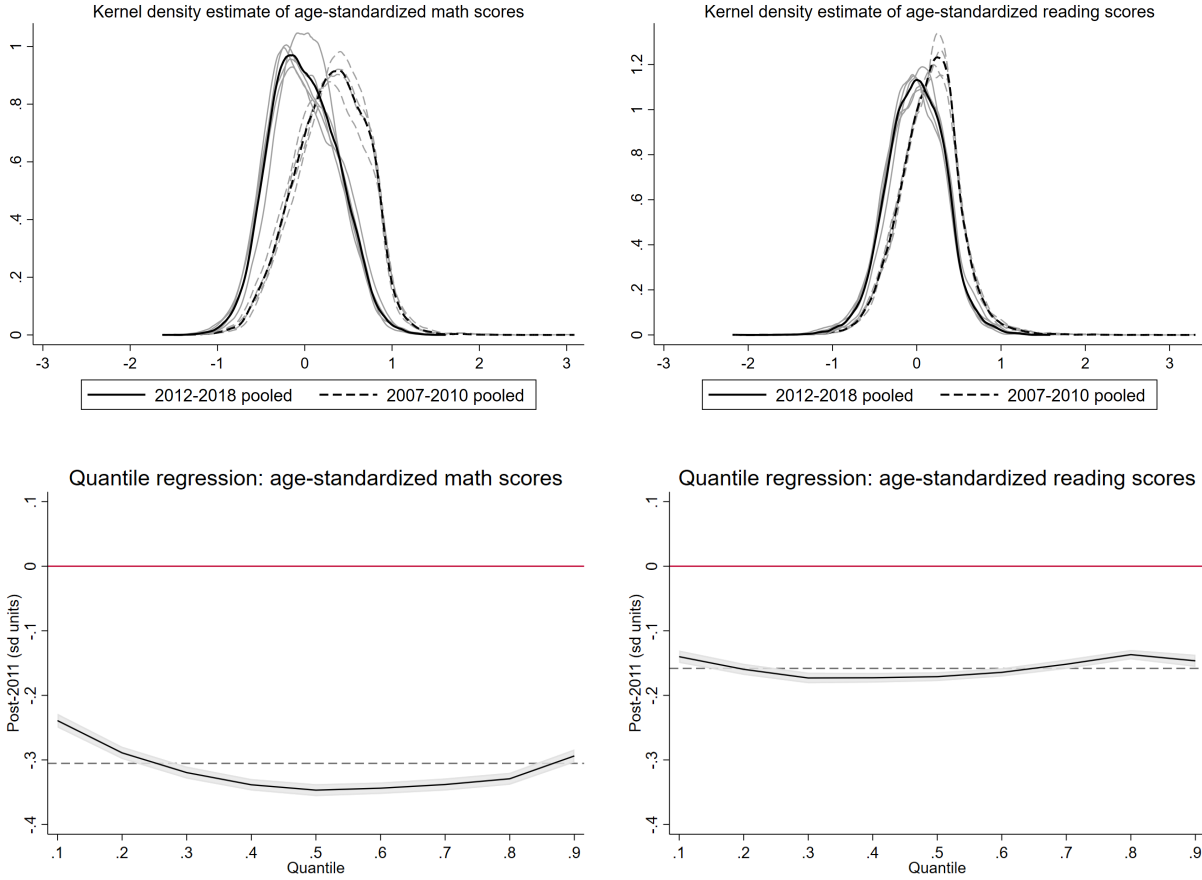 Kernel density estimate of age-standardized math scores
1
.8
.6
.4
.2
0
-3 -2 -1 0 1 2 3
2012-2018 pooled 2007-2010 pooled
Kernel density estimate of age-standardized reading scores
1.2
1
.8
.6
.4
.2
0
-3 -2 -1 0 1 2 3
2012-2018 pooled 2007-2010 pooled
Quantile regression: age-standardized math scores
Post-2011 (sd units)
.1
0
-.1
-.2
-.3
-.4
.1 .2 .3 .4 .5 .6 .7 .8 .9
Quantile
Quantile regression: age-standardized reading scores
Post-2011 (sd units)
.1
0
-.1
-.2
-.3
-.4
.1 .2 .3 .4 .5 .6 .7 .8 .9
Quantile